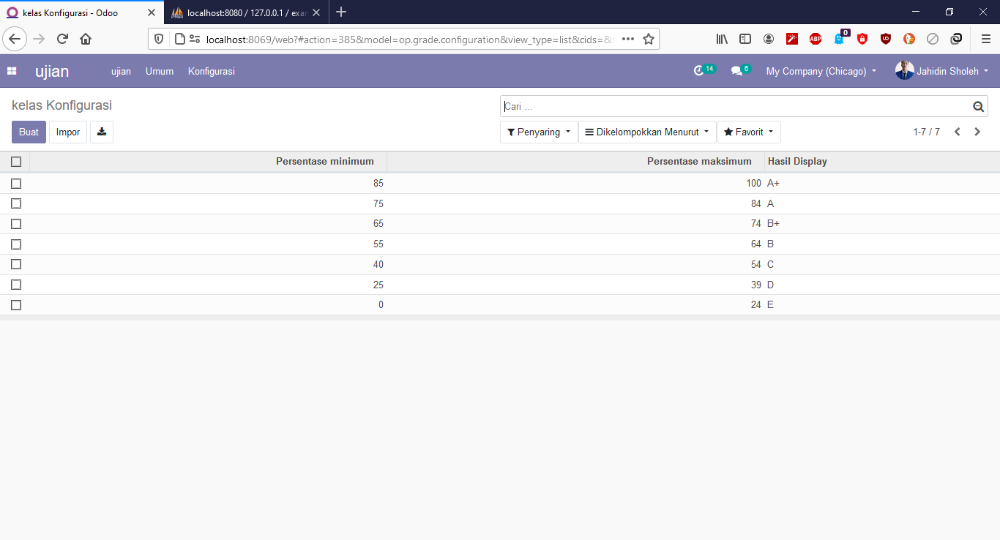 kelas Konfigurasi - Odoo
localhost:8080 / 127.0.0.1 / exa
localhost:8069/web?#action=385&model=op.grade.configuration&view_type=list&cids=&
ABP 0 UD
ujian ujian Umum Konfigurasi 14 6 My Company (Chicago) Jahidin Sholeh
kelas Konfigurasi
Cari ...
Buat Impor
Penyaring Dikelompokkan Menurut Favorit 1-7 / 7
Persentase minimum Persentase maksimum Hasil Display
85 100 A+
75 84 A
65 74 B+
55 64 B
40 54 C
25 39 D
0 24 E